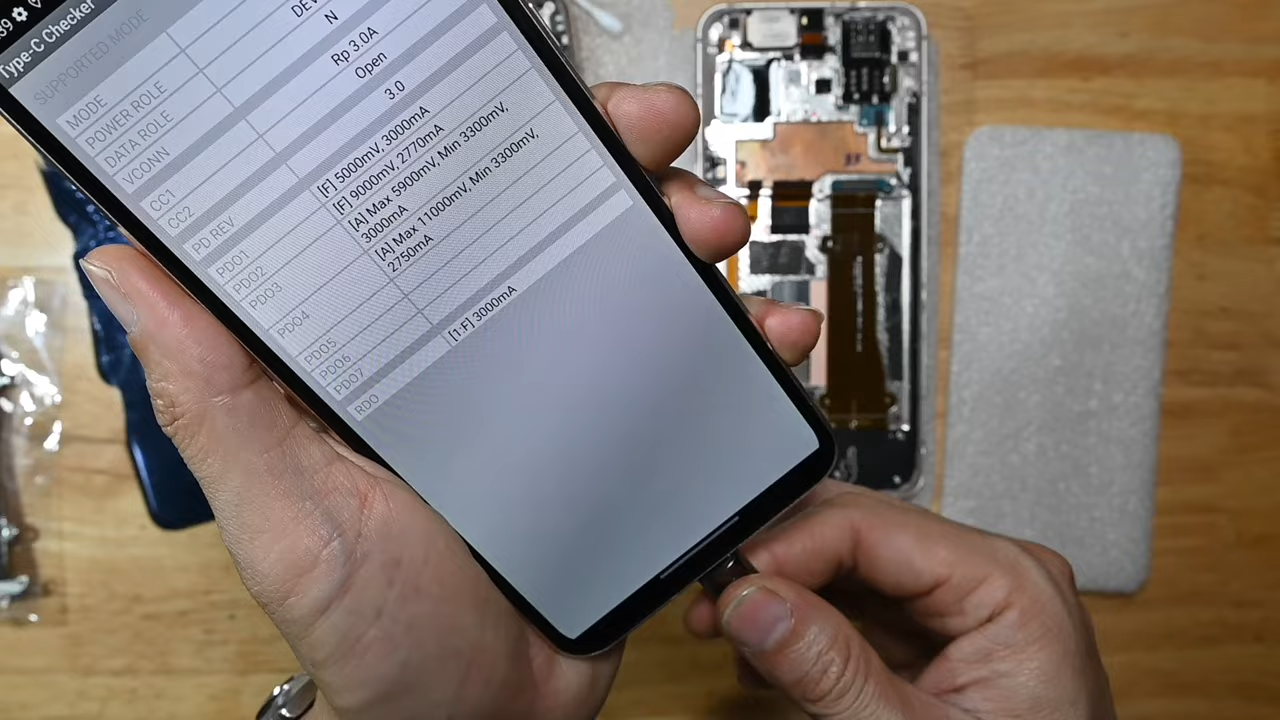 :39
Type-C Checker
SUPPORTED MODE
MODE
POWER ROLE
DATA ROLE DEV
VCONN N
CC1 Rp 3.0A
CC2 Open
PD REV 3.0
PDO1 [F] 5000mV, 3000mA
PDO2 [F] 9000mV, 2770mA
PDO3 [A] Max 5900mV, Min 3300mV,
3000mA
PDO4 [A] Max 11000mV, Min 3300mV,
2750mA
PDO5
PDO6
PDO7
RDO [1:F] 3000mA